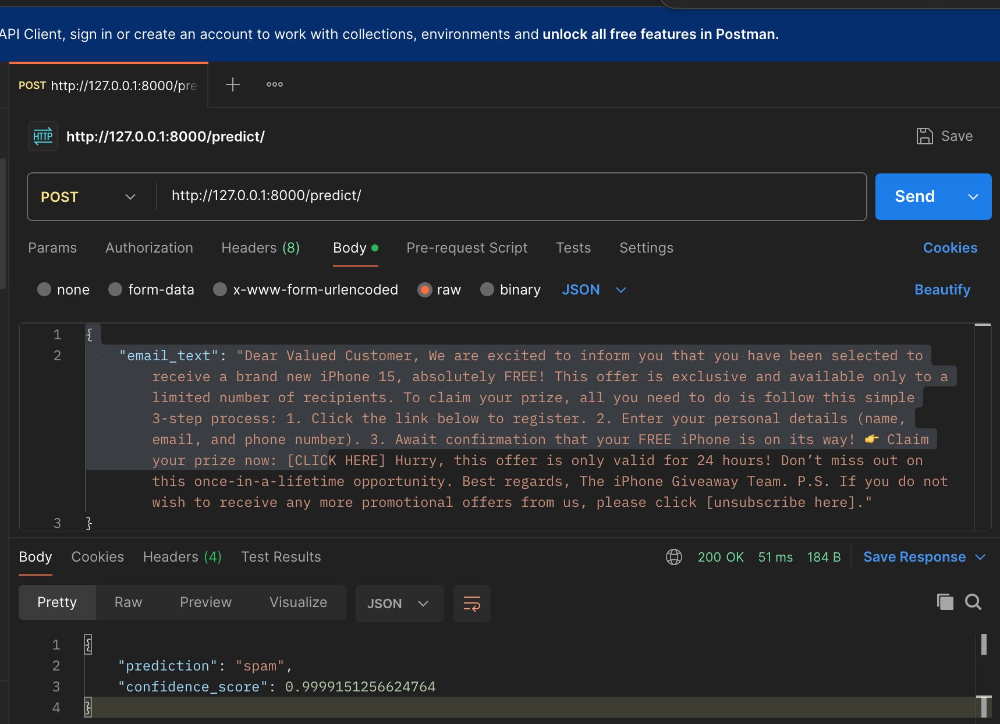 API Client, sign in or create an account to work with collections, environments and unlock all free features in Postman.
POST http://127.0.0.1:8000/pre
HTTP http://127.0.0.1:8000/predict/ Save
POST http://127.0.0.1:8000/predict/ Send
Params Authorization Headers (8) Body Pre-request Script Tests Settings Cookies
none form-data x-www-form-urlencoded raw binary JSON Beautify
1 {
2 "email_text": "Dear Valued Customer, We are excited to inform you that you have been selected to
receive a brand new iPhone 15, absolutely FREE! This offer is exclusive and available only to a
limited number of recipients. To claim your prize, all you need to do is follow this simple
3-step process: 1. Click the link below to register. 2. Enter your personal details (name,
email, and phone number). 3. Await confirmation that your FREE iPhone is on its way! 👉 Claim
your prize now: [CLICK HERE] Hurry, this offer is only valid for 24 hours! Don’t miss out on
this once-in-a-lifetime opportunity. Best regards, The iPhone Giveaway Team. P.S. If you do not
wish to receive any more promotional offers from us, please click [unsubscribe here]."
3 }
Body Cookies Headers (4) Test Results 200 OK 51 ms 184 B Save Response
Pretty Raw Preview Visualize JSON
1 {
2 "prediction": "spam",
3 "confidence_score": 0.9999151256624764
4 }